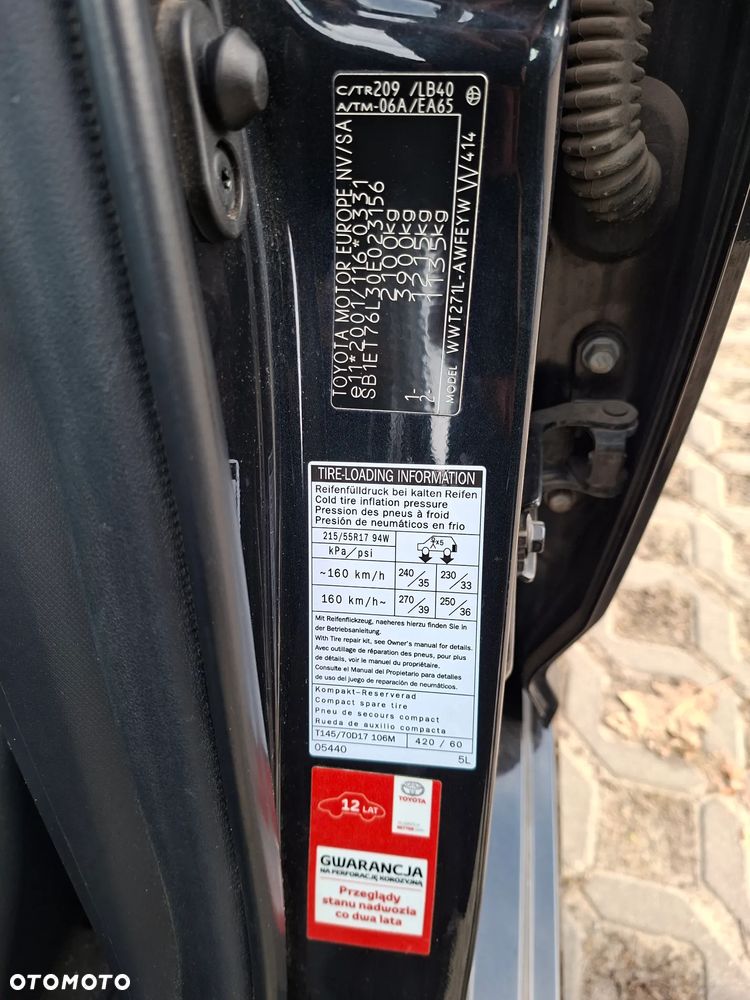 C/TR209 /LB40
A/TM-06A/EA65
TOYOTA MOTOR EUROPE NV/SA
e11*2001/116*0331
SB1ET76L30E023156
2100kg
3900kg
1- 1215kg
2- 1135kg
MODEL WWT271L-AWFEYW W414
TIRE-LOADING INFORMATION
Reifenfülldruck bei kalten Reifen
Cold tire inflation pressure
Pression des pneus à froid
Presión de neumáticos en frio
215/55R17 94W
kPa/psi
x5
~160 km/h 240/35 230/33
160 km/h~ 270/39 250/36
Mit Reifenflickzeug, naeheres hierzu finden Sie in
der Betriebsanleitung.
With Tire repair kit, see Owner's manual for details.
Avec outillage de réparation des pneus, pour plus
de détails, voir le manuel du propriétaire.
Consulte el Manual del Propietario para detalles
de uso del juego de reparación de neumáticos.
Kompakt-Reserverad
Compact spare tire
Pneu de secours compact
Rueda de auxilio compacta
T145/70D17 106M 420 / 60
05440 5L
12 LAT
TOYOTA
GWARANCJA
NA PERFORACJĘ KOROZYJNĄ
Przeglądy
stanu nadwozia
co dwa lata
OTOMOTO